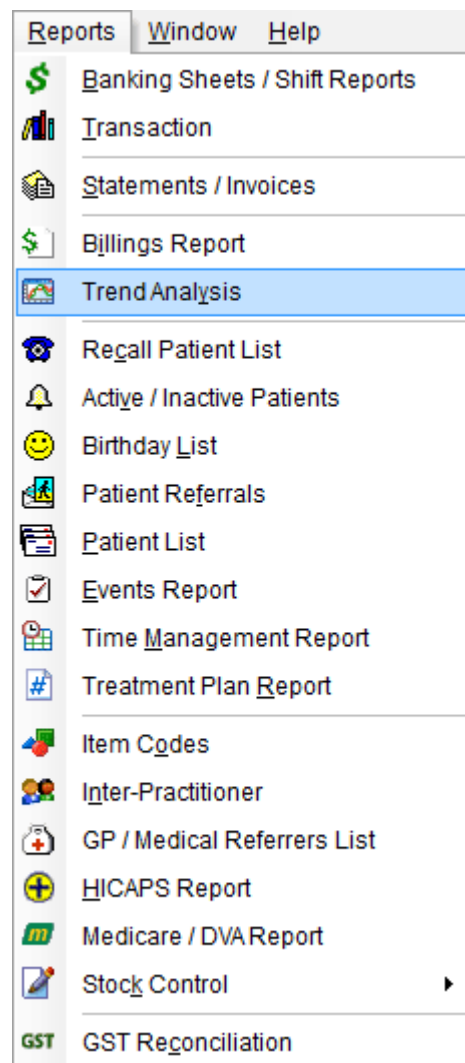 Reports Window Help
Banking Sheets / Shift Reports
Transaction
Statements / Invoices
Billings Report
Trend Analysis
Recall Patient List
Active / Inactive Patients
Birthday List
Patient Referrals
Patient List
Events Report
Time Management Report
Treatment Plan Report
Item Codes
Inter-Practitioner
GP / Medical Referrers List
HICAPS Report
Medicare / DVA Report
Stock Control
GST GST Reconciliation